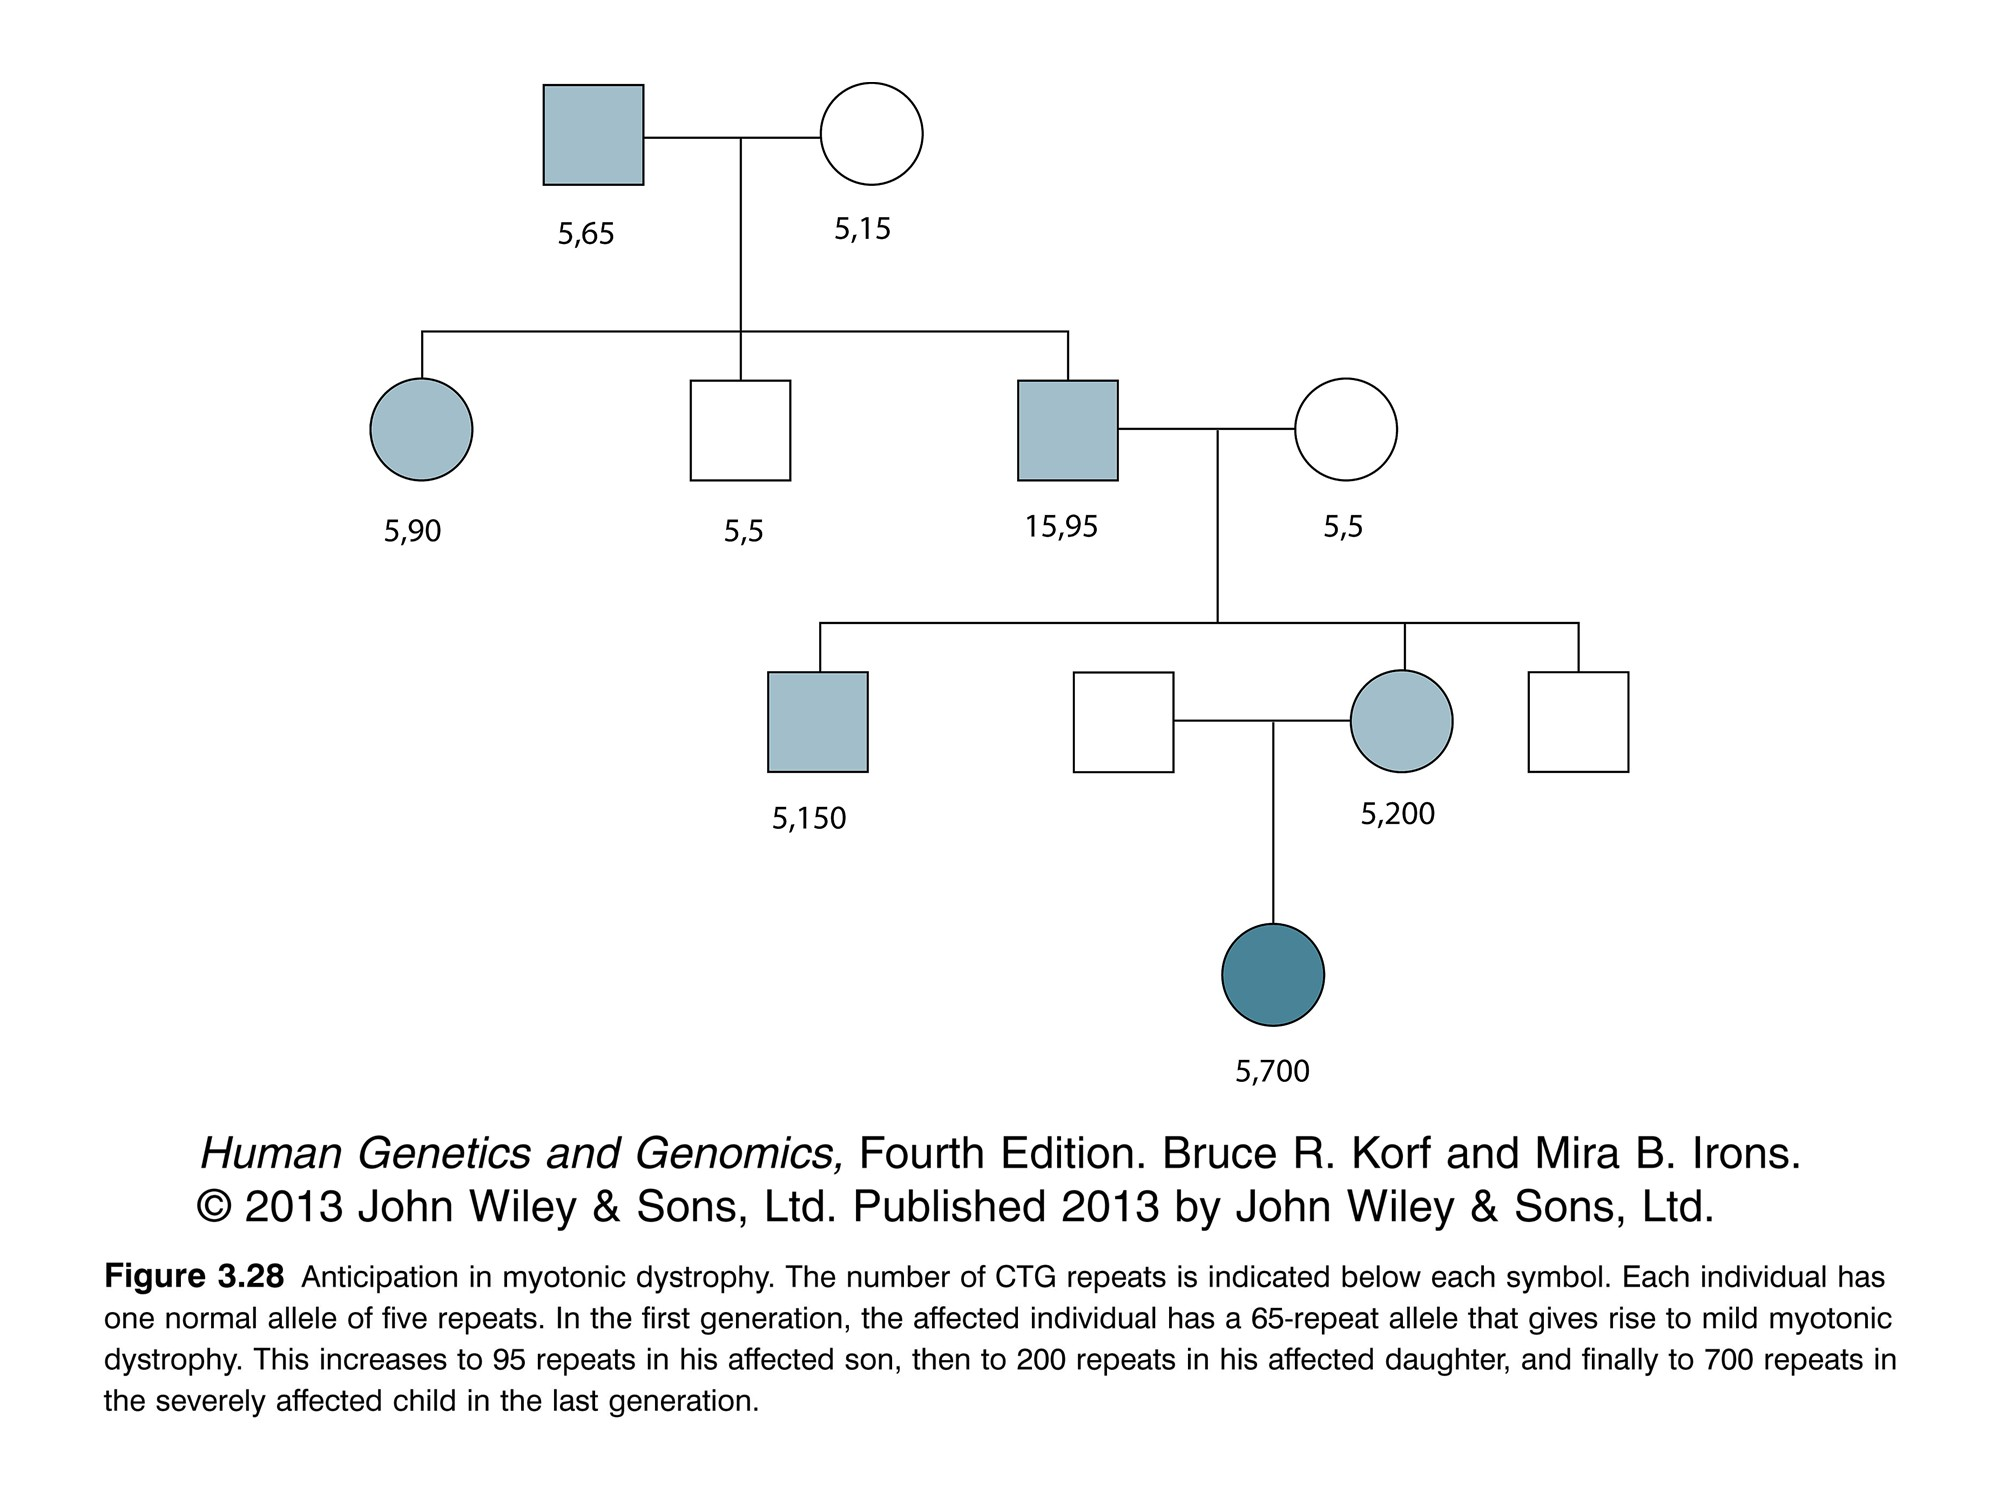 5,65
5,15
5,90
5,5
15,95
5,5
5,150
5,200
5,700
Human Genetics and Genomics, Fourth Edition. Bruce R. Korf and Mira B. Irons.
© 2013 John Wiley & Sons, Ltd. Published 2013 by John Wiley & Sons, Ltd.
Figure 3.28 Anticipation in myotonic dystrophy. The number of CTG repeats is indicated below each symbol. Each individual has
one normal allele of five repeats. In the first generation, the affected individual has a 65-repeat allele that gives rise to mild myotonic
dystrophy. This increases to 95 repeats in his affected son, then to 200 repeats in his affected daughter, and finally to 700 repeats in
the severely affected child in the last generation.